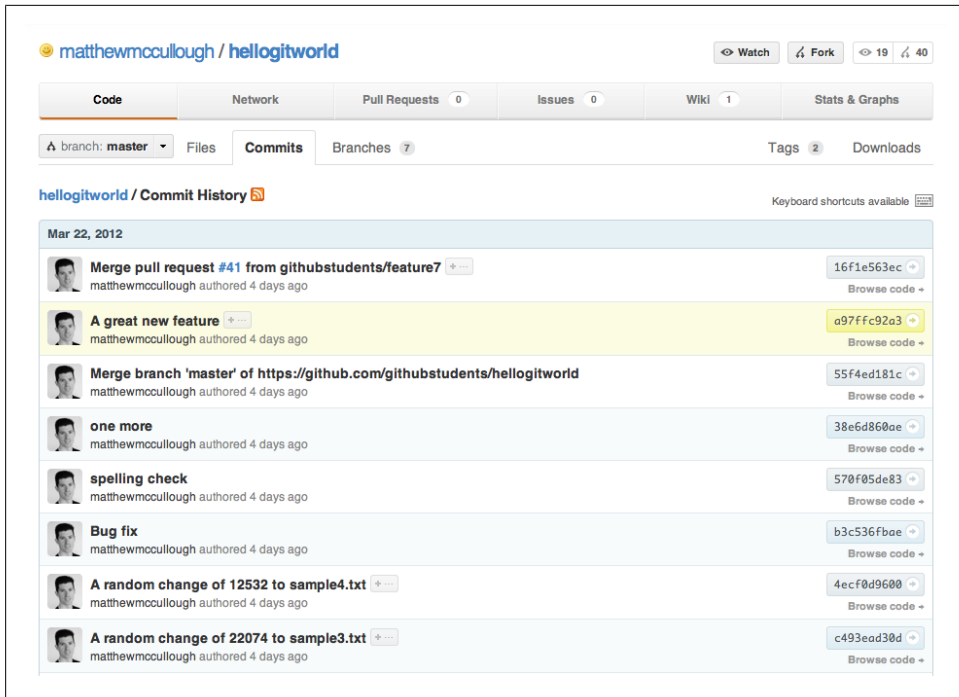 matthewmccullough / hellogitworld
Watch Fork 19 40
Code Network Pull Requests 0 Issues 0 Wiki 1 Stats & Graphs
branch: master Files Commits Branches 7 Tags 2 Downloads
hellogitworld / Commit History
Keyboard shortcuts available
Mar 22, 2012
Merge pull request #41 from githubstudents/feature7 + ...
16f1e563ec
matthewmccullough authored 4 days ago
Browse code
A great new feature + ...
a97ffc92a3
matthewmccullough authored 4 days ago
Browse code
Merge branch 'master' of https://github.com/githubstudents/hellogitworld
55f4ed181c
matthewmccullough authored 4 days ago
Browse code
one more
38e6d860ae
matthewmccullough authored 4 days ago
Browse code
spelling check
570f05de83
matthewmccullough authored 4 days ago
Browse code
Bug fix
b3c536fbae
matthewmccullough authored 4 days ago
Browse code
A random change of 12532 to sample4.txt + ...
4ecf0d9600
matthewmccullough authored 4 days ago
Browse code
A random change of 22074 to sample3.txt + ...
c493ead30d
matthewmccullough authored 4 days ago
Browse code